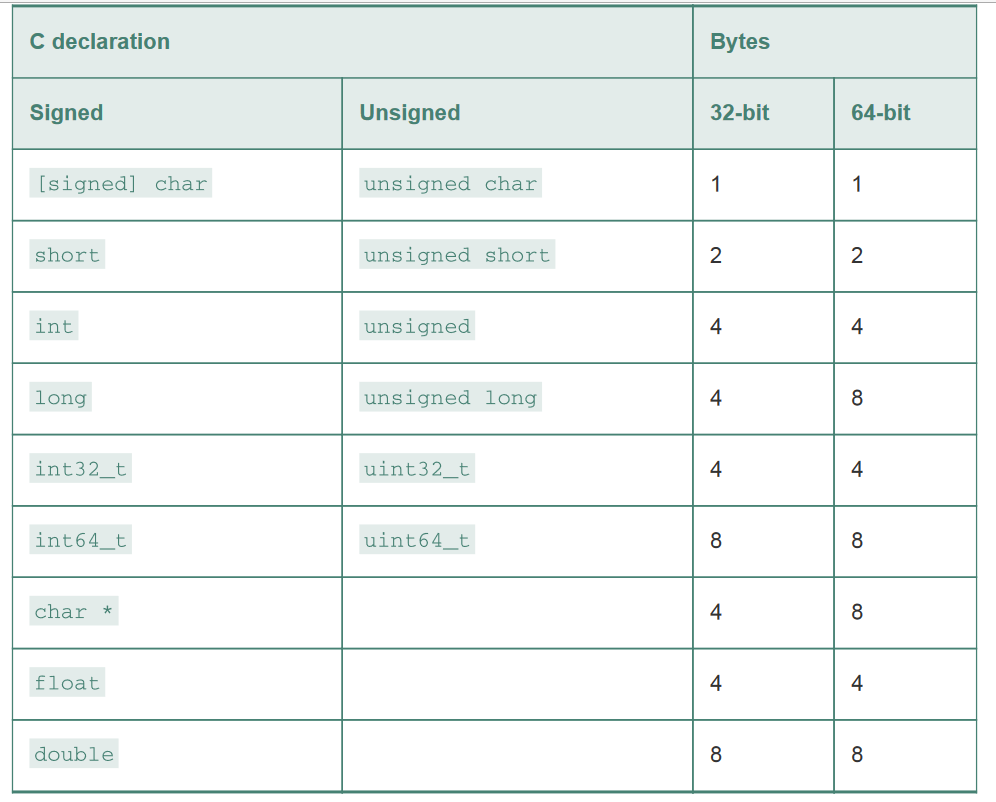 C declaration Bytes
Signed Unsigned 32-bit 64-bit
[signed] char unsigned char 1 1
short unsigned short 2 2
int unsigned 4 4
long unsigned long 4 8
int32_t uint32_t 4 4
int64_t uint64_t 8 8
char * 4 8
float 4 4
double 8 8